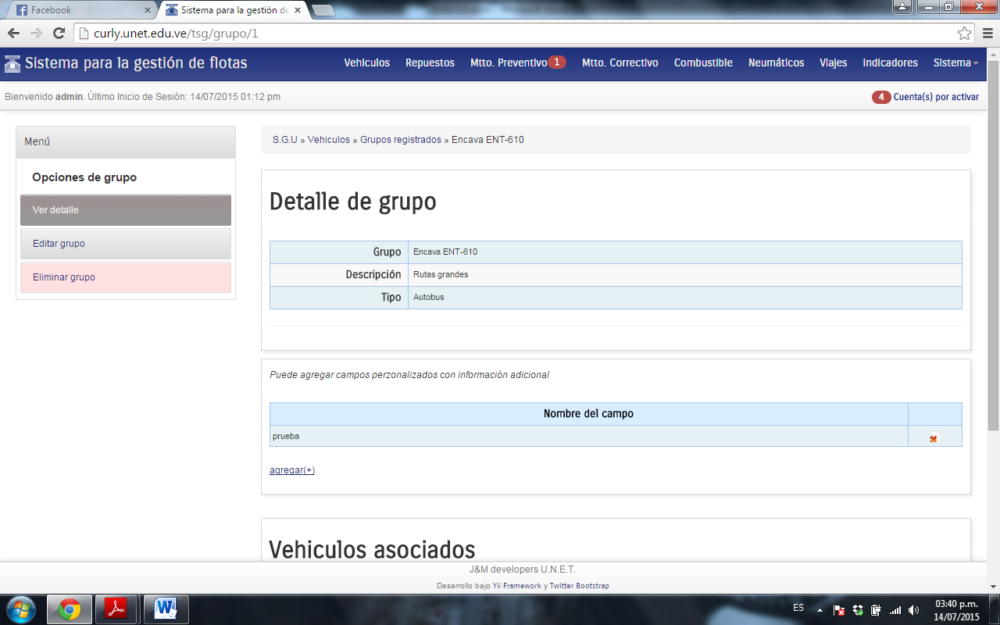 Facebook
Sistema para la gestión de
curly.unet.edu.ve/tsg/grupo/1
Sistema para la gestión de flotas
Vehiculos Repuestos Mtto. Preventivo 1 Mtto. Correctivo Combustible Neumáticos Viajes Indicadores Sistema
Bienvenido admin. Último Inicio de Sesión: 14/07/2015 01:12 pm
4 Cuenta(s) por activar
Menú
Opciones de grupo
Ver detalle
Editar grupo
Eliminar grupo
S.G.U » Vehiculos » Grupos registrados » Encava ENT-610
Detalle de grupo
Grupo Encava ENT-610
Descripción Rutas grandes
Tipo Autobus
Puede agregar campos perzonalizados con información adicional
Nombre del campo
prueba
agregar(+)
Vehiculos asociados
J&M developers U.N.E.T.
Desarrollo bajo Yii Framework y Twitter Bootstrap
ES
03:40 p.m.
14/07/2015